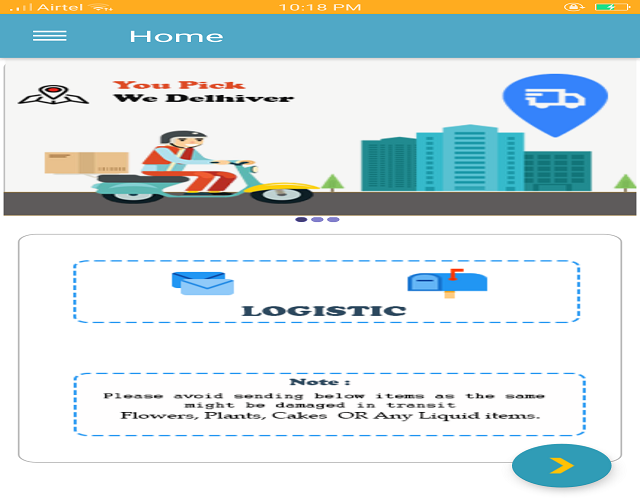 Airtel 10:18 PM
Home
You Pick
We Delhiver
LOGISTIC
Note :
Please avoid sending below items as the same
might be damaged in transit
Flowers, Plants, Cakes OR Any Liquid items.